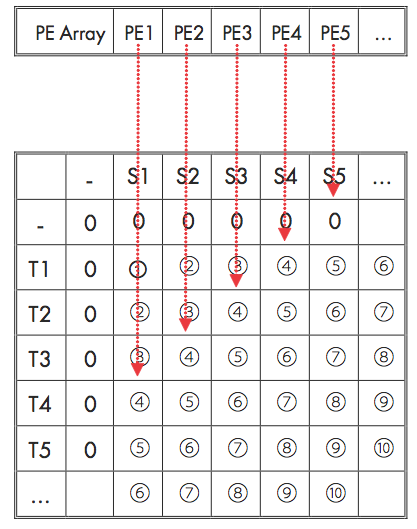 PE Array PE1 PE2 PE3 PE4 PE5 ...
- S1 S2 S3 S4 S5 ...
- 0 0 0 0 0 0
T1 0 ① ② ③ ④ ⑤ ⑥
T2 0 ② ③ ④ ⑤ ⑥ ⑦
T3 0 ③ ④ ⑤ ⑥ ⑦ ⑧
T4 0 ④ ⑤ ⑥ ⑦ ⑧ ⑨
T5 0 ⑤ ⑥ ⑦ ⑧ ⑨ ⑩
... ⑥ ⑦ ⑧ ⑨ ⑩